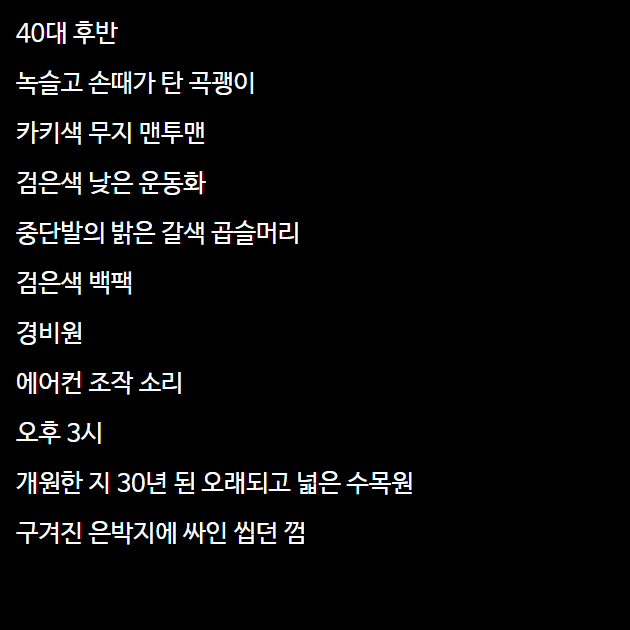 40대 후반
녹슬고 손때가 탄 곡괭이
카키색 무지 맨투맨
검은색 낮은 운동화
중단발의 밝은 갈색 곱슬머리
검은색 백팩
경비원
에어컨 조작 소리
오후 3시
개원한 지 30년 된 오래되고 넓은 수목원
구겨진 은박지에 싸인 씹던 껌